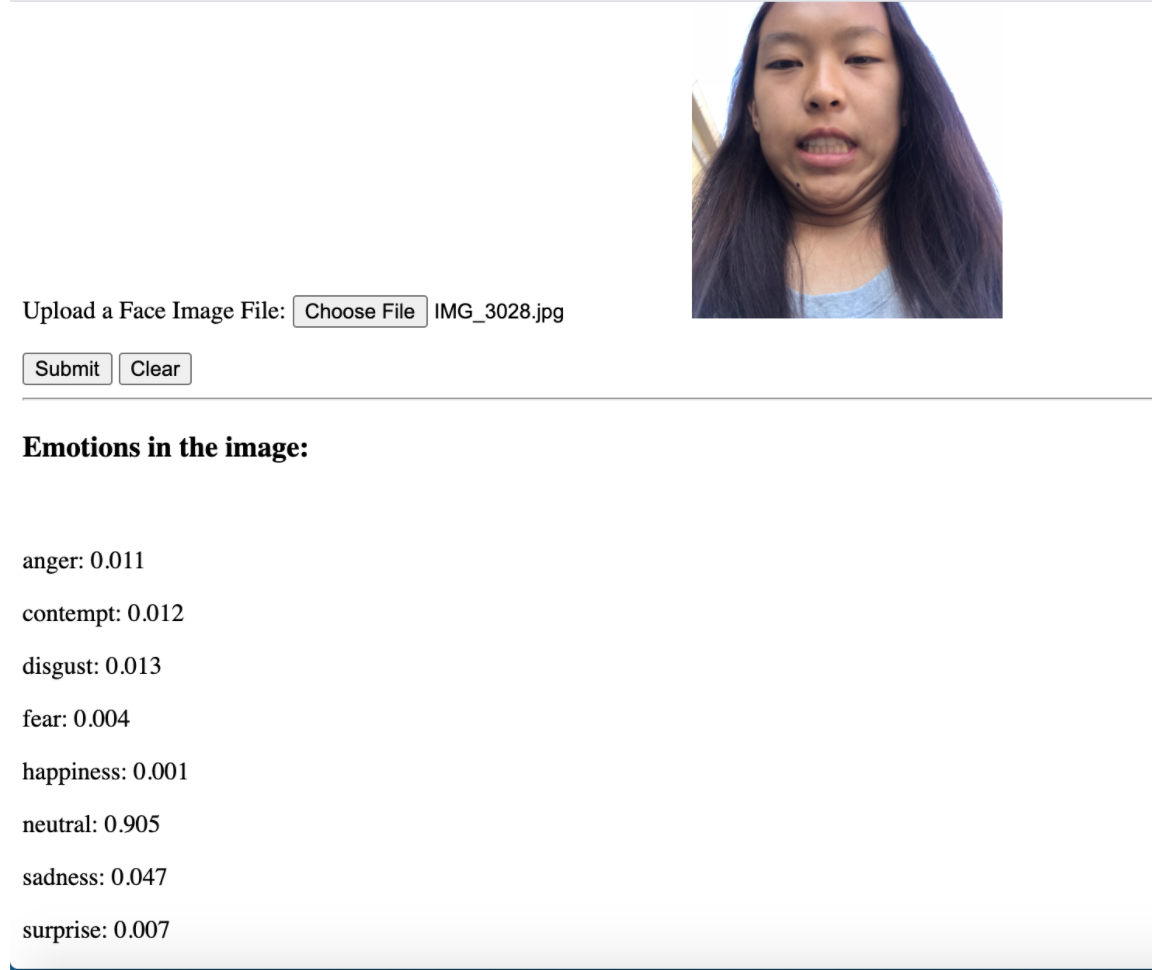 Upload a Face Image File: Choose File IMG_3028.jpg
Submit Clear
Emotions in the image:
anger: 0.011
contempt: 0.012
disgust: 0.013
fear: 0.004
happiness: 0.001
neutral: 0.905
sadness: 0.047
surprise: 0.007